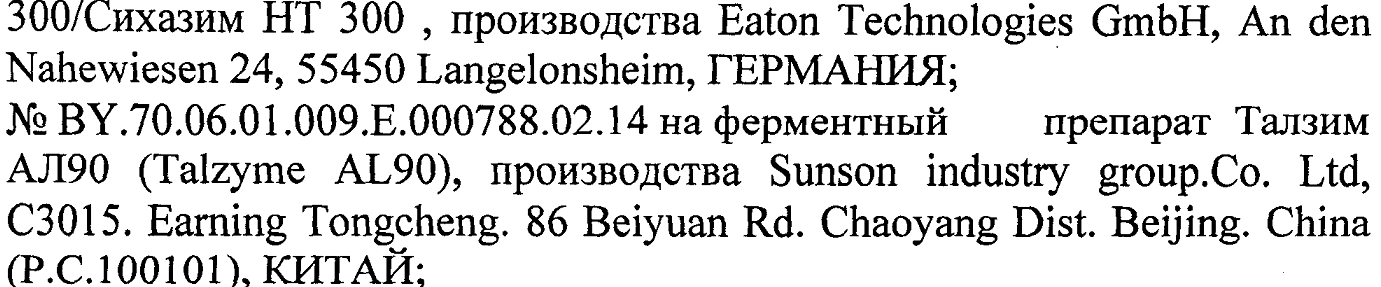 300/Сихазим НТ 300 , производства Eaton Technologies GmbH, An den
Nahewiesen 24, 55450 Langelonsheim, ГЕРМАНИЯ;
№ BY.70.06.01.009.E.000788.02.14 на ферментный препарат Талзим
АЛ90 (Talzyme AL90), производства Sunson industry group.Co. Ltd,
C3015. Earning Tongcheng. 86 Beiyuan Rd. Chaoyang Dist. Beijing. China
(P.C.100101), КИТАЙ;